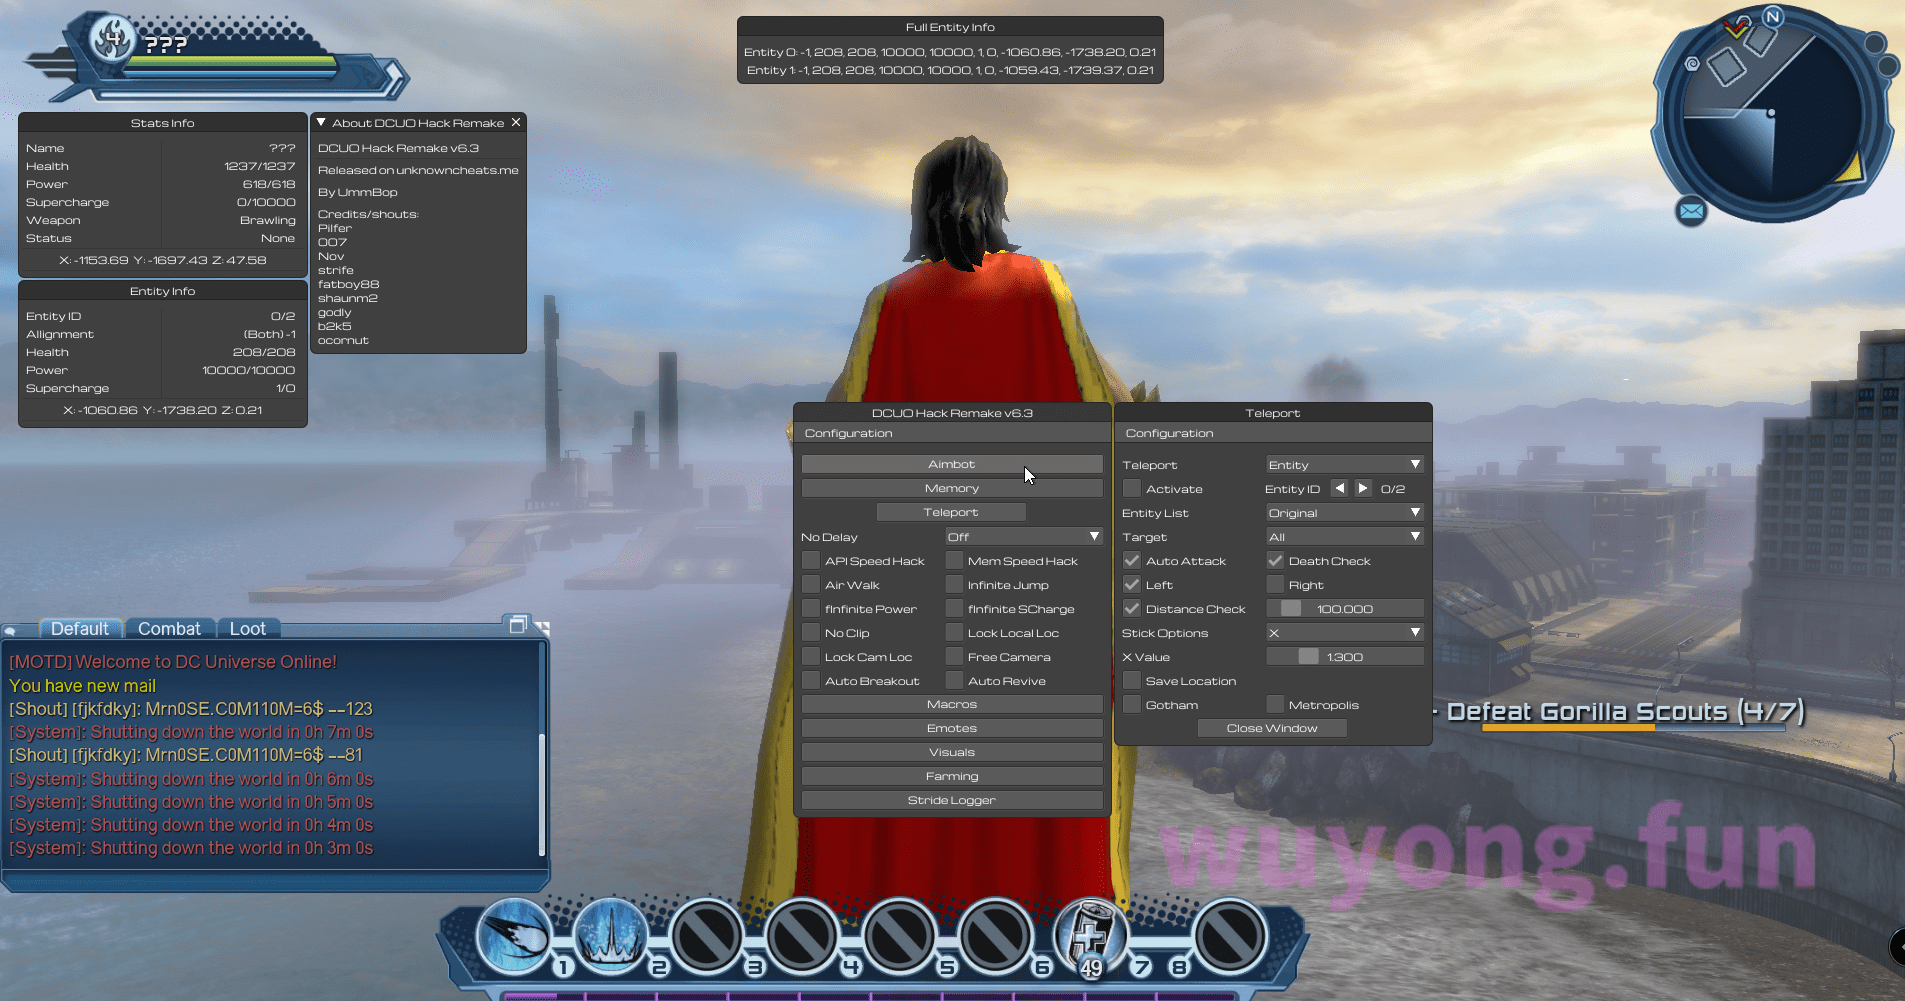 4
???
Full Entity Info
Entity 0: -1, 208, 208, 10000, 10000, 1, 0, -1060.86, -1738.20, 0.21
Entity 1: -1, 208, 208, 10000, 10000, 1, 0, -1059.43, -1739.37, 0.21
N
Stats Info
Name ???
Health 1237/1237
Power 618/618
Supercharge 0/10000
Weapon Brawling
Status None
X: -1153.69 Y: -1697.43 Z: 47.58
Entity Info
Entity ID 0/2
Allignment (Both) -1
Health 208/208
Power 10000/10000
Supercharge 1/0
X: -1060.86 Y: -1738.20 Z: 0.21
About DCUO Hack Remake
DCUO Hack Remake v6.3
Released on unknowncheats.me
By UmmBop
Credits/shouts:
Pilfer
007
Nov
strife
fatboy88
shaunm2
godly
b2k5
ocornut
DCUO Hack Remake v6.3
Configuration
Aimbot
Memory
Teleport
No Delay Off
API Speed Hack Mem Speed Hack
Air Walk Infinite Jump
fInfinite Power fInfinite SCharge
No Clip Lock Local Loc
Lock Cam Loc Free Camera
Auto Breakout Auto Revive
Macros
Emotes
Visuals
Farming
Stride Logger
Teleport
Configuration
Teleport Entity
Activate Entity ID 0/2
Entity List Original
Target All
Auto Attack Death Check
Left Right
Distance Check 100.000
Stick Options X
X Value 1.300
Save Location
Gotham Metropolis
Close Window
- Defeat Gorilla Scouts (4/7)
Default Combat Loot
[MOTD] Welcome to DC Universe Online!
You have new mail
[Shout] [fjkfdky]: Mrn0SE.C0M110M=6$ --123
[System]: Shutting down the world in 0h 7m 0s
[Shout] [fjkfdky]: Mrn0SE.C0M110M=6$ --81
[System]: Shutting down the world in 0h 6m 0s
[System]: Shutting down the world in 0h 5m 0s
[System]: Shutting down the world in 0h 4m 0s
[System]: Shutting down the world in 0h 3m 0s
wuyong.fun
1 2 3 4 5 6 49 7 8